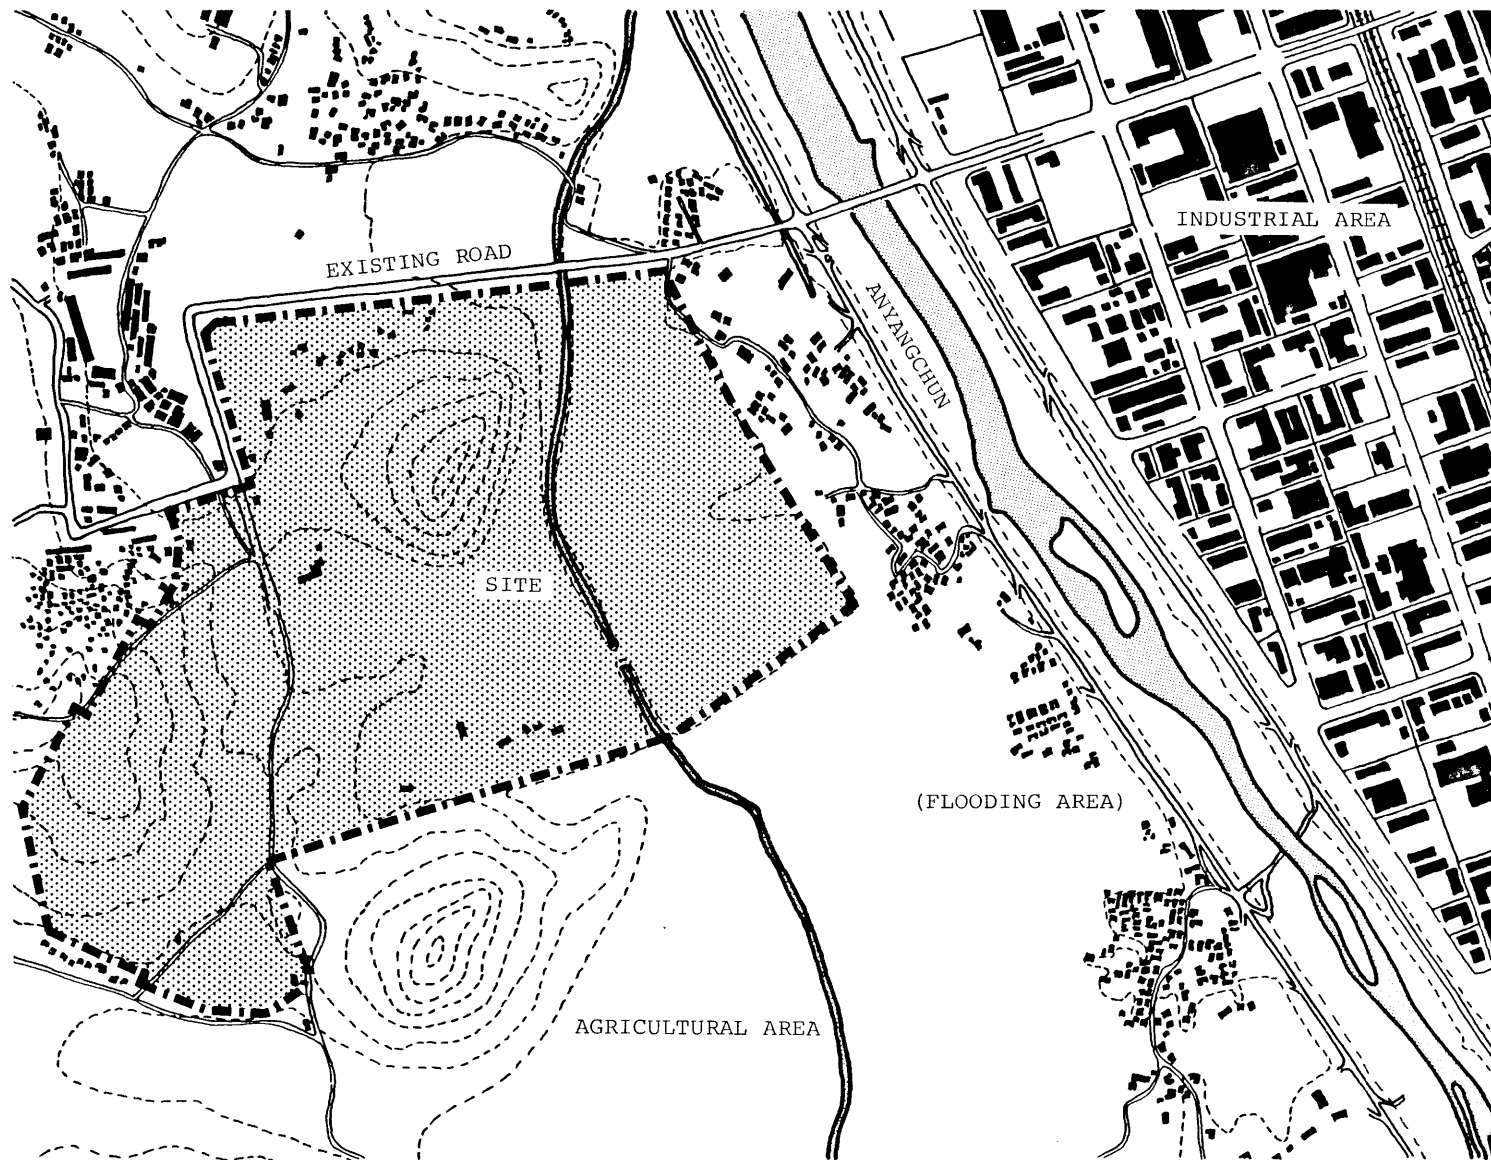 INDUSTRIAL AREA
EXISTING ROAD
ANYANGCHUN
SITE
(FLOODING AREA)
AGRICULTURAL AREA